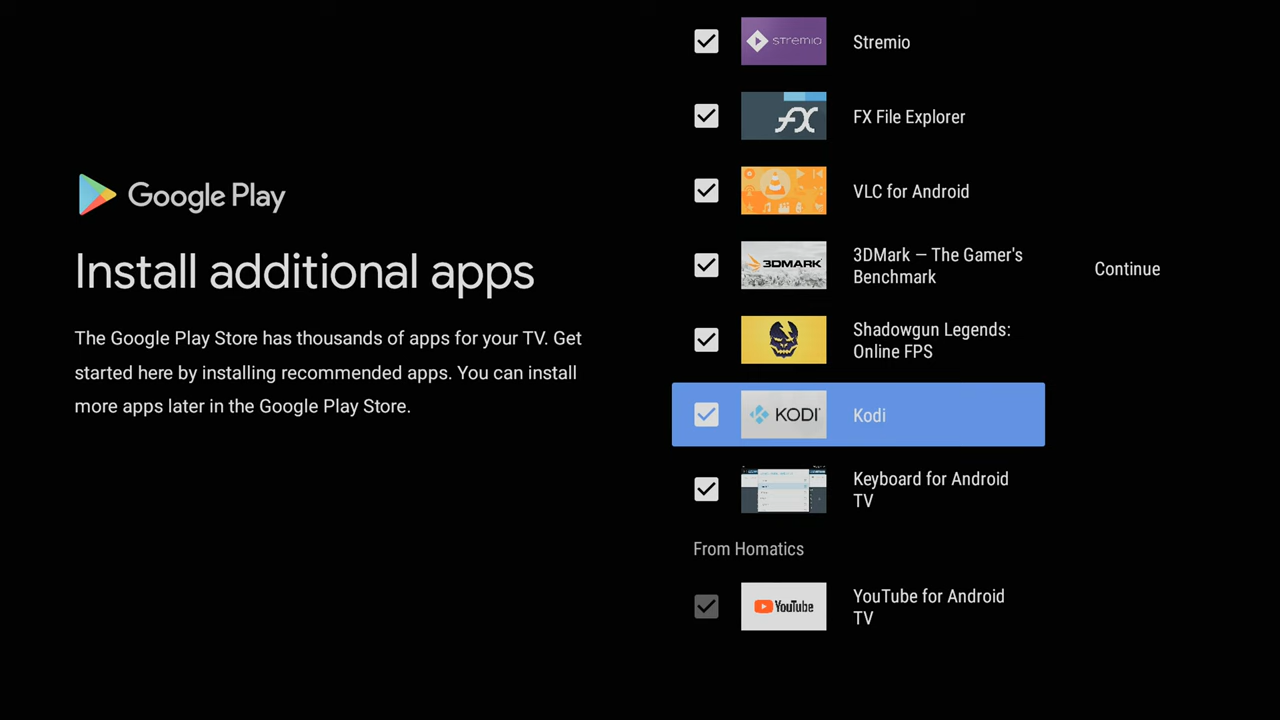 Google Play
Install additional apps
The Google Play Store has thousands of apps for your TV. Get
started here by installing recommended apps. You can install
more apps later in the Google Play Store.
STREMIO
Stremio
FX
FX File Explorer
VLC for Android
3DMARK
3DMark — The Gamer's
Benchmark
Shadowgun Legends:
Online FPS
KODI
Kodi
Keyboard for Android
TV
From Homatics
YouTube
YouTube for Android
TV
Continue